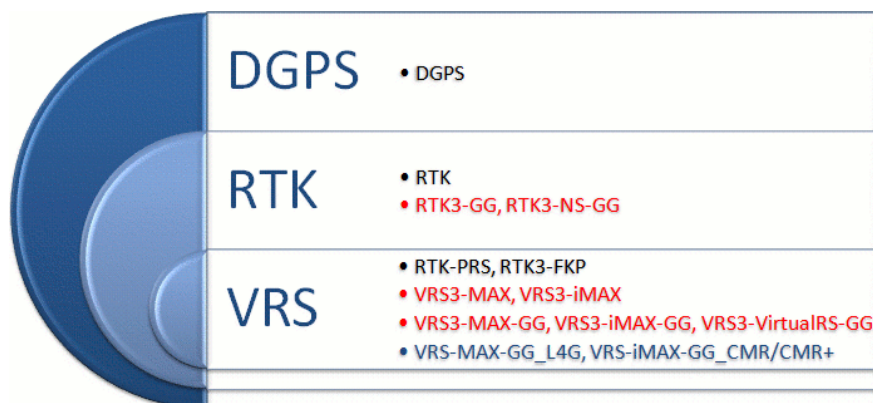 DGPS
• DGPS
RTK
• RTK
• RTK3-GG, RTK3-NS-GG
VRS
• RTK-PRS, RTK3-FKP
• VRS3-MAX, VRS3-iMAX
• VRS3-MAX-GG, VRS3-iMAX-GG, VRS3-VirtualRS-GG
• VRS-MAX-GG_L4G, VRS-iMAX-GG_CMR/CMR+